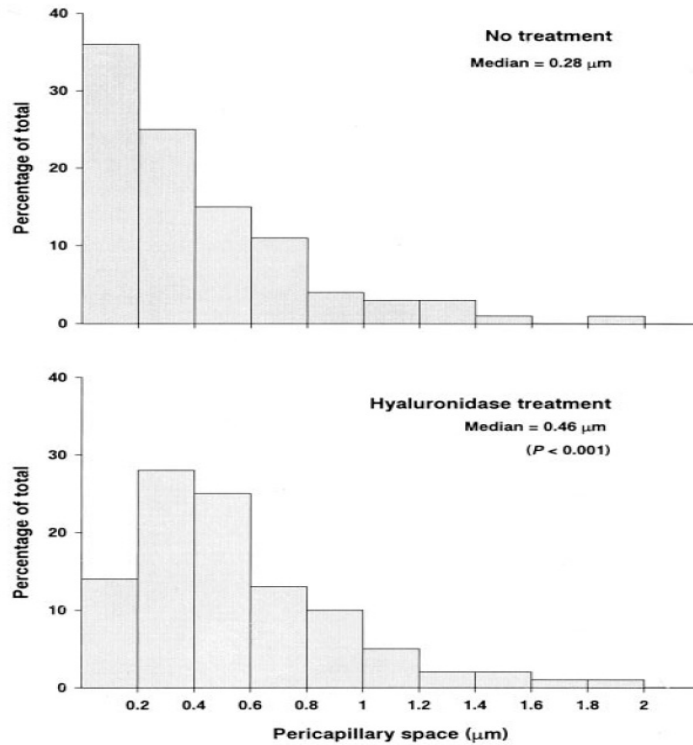 40
30
20
10
0
Percentage of total
No treatment
Median = 0.28 μm
40
30
20
10
0
Percentage of total
Hyaluronidase treatment
Median = 0.46 μm
(P < 0.001)
0.2 0.4 0.6 0.8 1 1.2 1.4 1.6 1.8 2
Pericapillary space (μm)